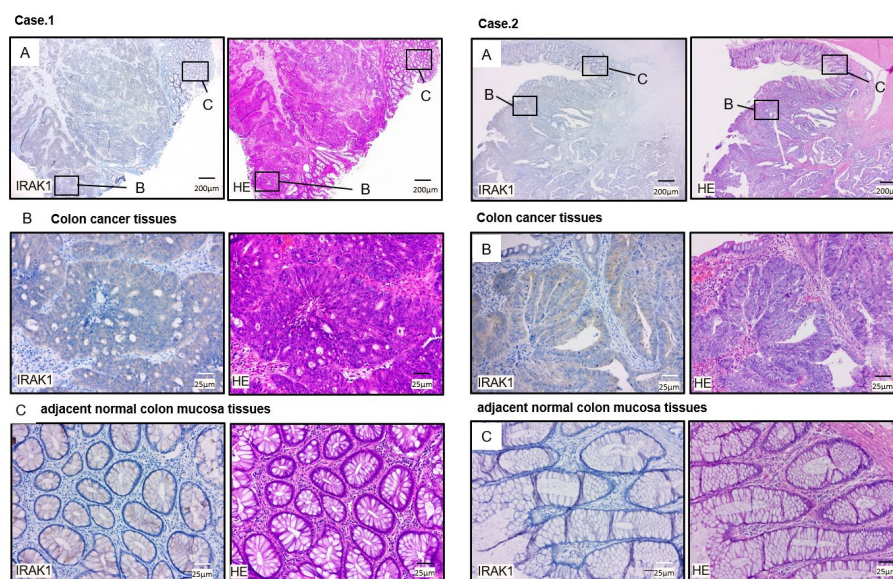 Case.1
A
C
B
IRAK1
200μm
C
B
HE
200μm
B Colon cancer tissues
IRAK1
25μm
HE
25μm
C adjacent normal colon mucosa tissues
IRAK1
25μm
HE
25μm
Case.2
A
B
C
IRAK1
200μm
B
C
HE
200μm
Colon cancer tissues
B
IRAK1
25μm
HE
25μm
adjacent normal colon mucosa tissues
C
IRAK1
25μm
HE
25μm